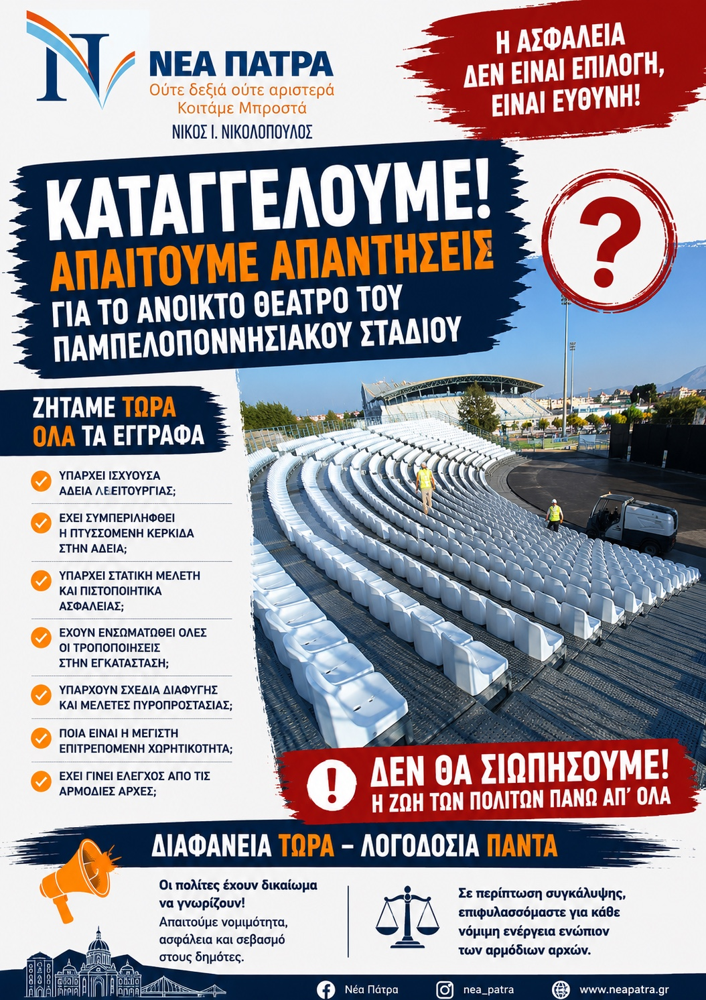 ΝΕΑ ΠΑΤΡΑ
Ούτε δεξιά ούτε αριστερά
Κοιτάμε Μπροστά
ΝΙΚΟΣ Ι. ΝΙΚΟΛΟΠΟΥΛΟΣ
Η ΑΣΦΑΛΕΙΑ
ΔΕΝ ΕΙΝΑΙ ΕΠΙΛΟΓΗ,
ΕΙΝΑΙ ΕΥΘΥΝΗ!
ΚΑΤΑΓΓΕΛΟΥΜΕ!
ΑΠΑΙΤΟΥΜΕ ΑΠΑΝΤΗΣΕΙΣ
ΓΙΑ ΤΟ ΑΝΟΙΚΤΟ ΘΕΑΤΡΟ ΤΟΥ
ΠΑΜΠΕΛΟΠΟΝΝΗΣΙΑΚΟΥ ΣΤΑΔΙΟΥ
?
ΖΗΤΑΜΕ ΤΩΡΑ
ΟΛΑ ΤΑ ΕΓΓΡΑΦΑ
ΥΠΑΡΧΕΙ ΙΣΧΥΟΥΣΑ
ΑΔΕΙΑ
ΕΧΕΙ ΣΥΜΠΕΡΙΛΗΦΘΕΙ
Η ΠΤΥΣΣΟΜΕΝΗ ΚΕΡΚΙΔΑ
ΣΤΗΝ ΑΔΕΙΑ;
ΥΠΑΡΧΕΙ ΣΤΑΤΙΚΗ ΜΕΛΕΤΗ
ΚΑΙ ΠΙΣΤΟΠΟΙΗΤΙΚΑ
ΑΣΦΑΛΕΙΑΣ;
ΕΧΟΥΝ ΕΝΣΩΜΑΤΩΘΕΙ ΟΛΕΣ
ΟΙ ΤΡΟΠΟΠΟΙΗΣΕΙΣ
ΣΤΗΝ ΕΓΚΑΤΑΣΤΑΣΗ;
ΥΠΑΡΧΟΥΝ ΣΧΕΔΙΑ ΔΙΑΦΥΓΗΣ
ΚΑΙ ΜΕΛΕΤΕΣ ΠΥΡΟΠΡΟΣΤΑΣΙΑΣ;
ΠΟΙΑ ΕΙΝΑΙ Η ΜΕΓΙΣΤΗ
ΕΠΙΤΡΕΠΟΜΕΝΗ ΧΩΡΗΤΙΚΟΤΗΤΑ;
ΕΧΕΙ ΓΙΝΕΙ ΕΛΕΓΧΟΣ ΑΠΟ ΤΙΣ
ΑΡΜΟΔΙΕΣ ΑΡΧΕΣ;
!
ΔΕΝ ΘΑ ΣΙΩΠΗΣΟΥΜΕ!
Η ΖΩΗ ΤΩΝ ΠΟΛΙΤΩΝ ΠΑΝΩ ΑΠ' ΟΛΑ
ΔΙΑΦΑΝΕΙΑ ΤΩΡΑ – ΛΟΓΟΔΟΣΙΑ ΠΑΝΤΑ
Οι πολίτες έχουν δικαίωμα
να γνωρίζουν!
Απαιτούμε νομιμότητα,
ασφάλεια και σεβασμό
στους δημότες.
Σε περίπτωση συγκάλυψης,
επιφυλασσόμαστε για κάθε
νόμιμη ενέργεια ενώπιον
των αρμόδιων αρχών.
Νέα Πάτρα
nea_patra
www.neapatra.gr